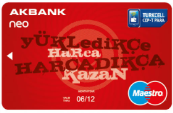 AKBANK
neo
TURKCELL
CEP-T PARA
YÜKLedikçe
HaRca
HARCADIKÇA
KazaN
06/12
Maestro